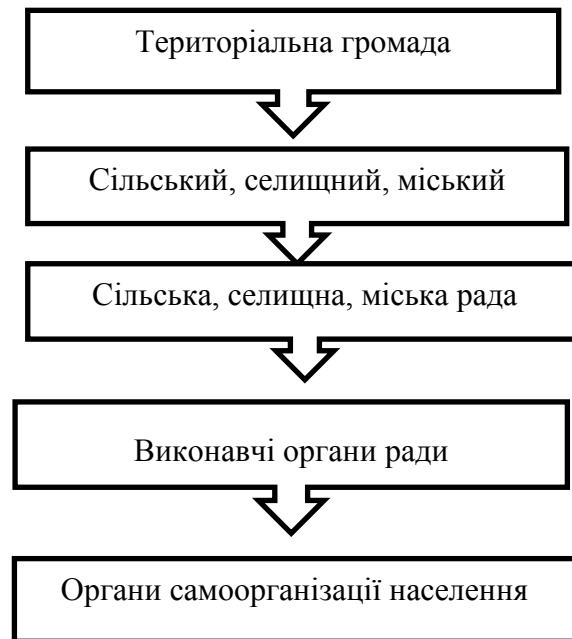 Територіальна громада
Сільський, селищний, міський
Сільська, селищна, міська рада
Виконавчі органи ради
Органи самоорганізації населення